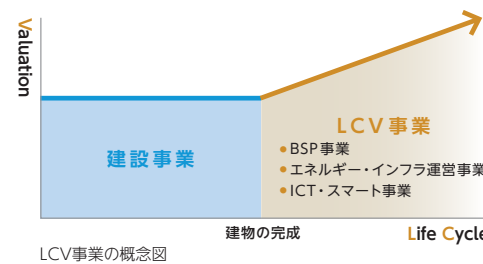 Valuation
建設事業
LCV事業
●BSP事業
●エネルギー・インフラ運営事業
●ICT・スマート事業
建物の完成
Life Cycle
LCV事業の概念図